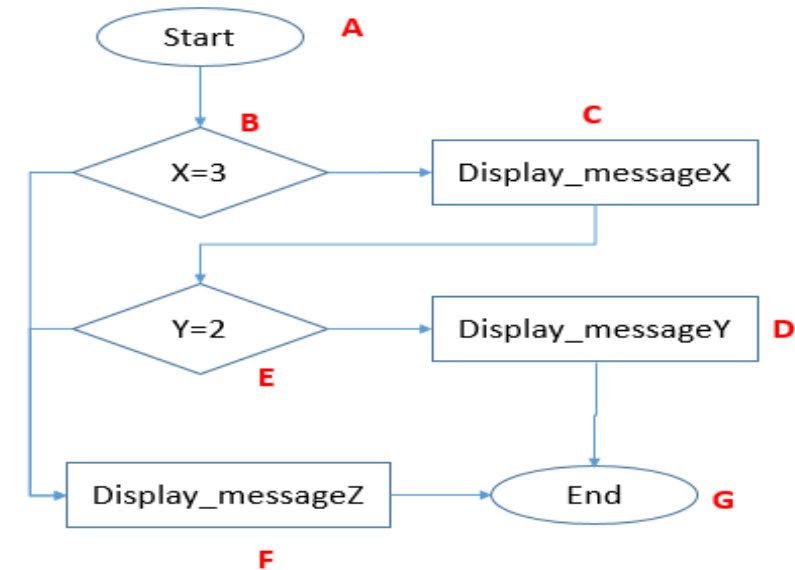 Start
A
B
C
X=3
Display_messageX
Y=2
Display_messageY
D
E
Display_messageZ
End
G
F